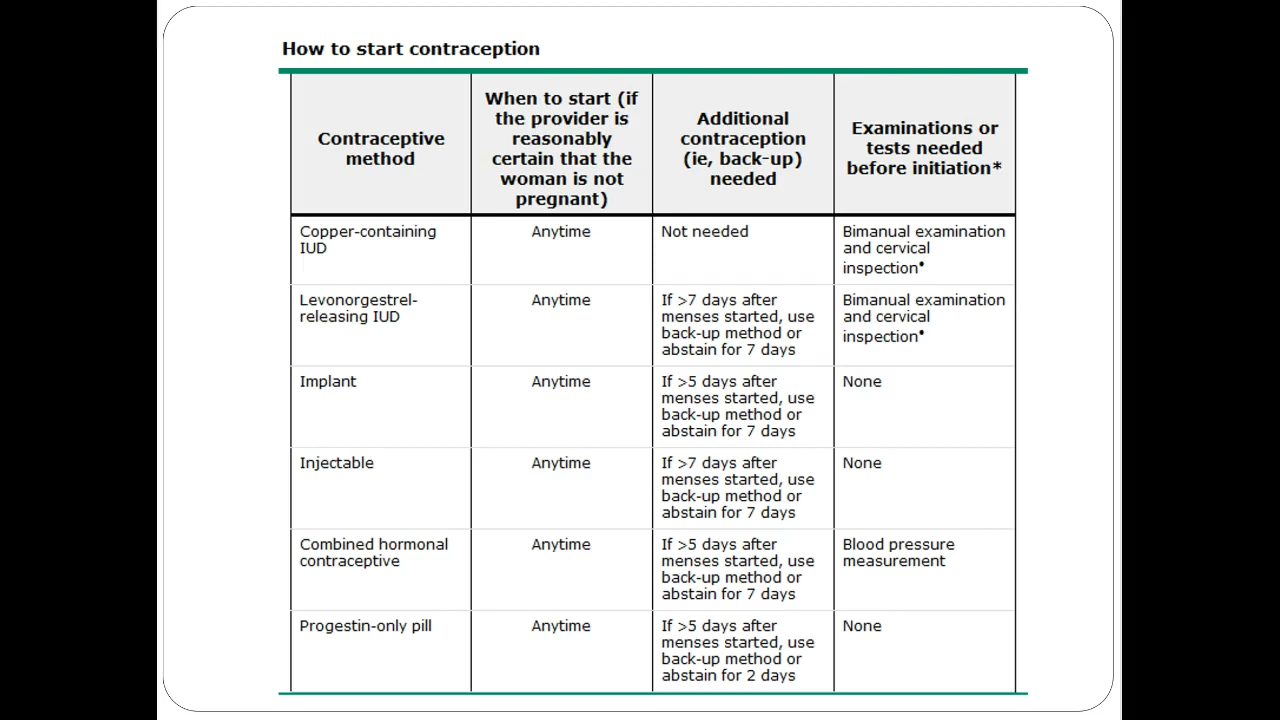 How to start contraception
Contraceptive
method
When to start (if
the provider is
reasonably
certain that the
woman is not
pregnant)
Additional
contraception
(ie, back-up)
needed
Examinations or
tests needed
before initiation*
Copper-containing
IUD
Anytime
Not needed
Bimanual examination
and cervical
inspection•
Levonorgestrel-
releasing IUD
Anytime
If >7 days after
menses started, use
back-up method or
abstain for 7 days
Bimanual examination
and cervical
inspection•
Implant
Anytime
If >5 days after
menses started, use
back-up method or
abstain for 7 days
None
Injectable
Anytime
If >7 days after
menses started, use
back-up method or
abstain for 7 days
None
Combined hormonal
contraceptive
Anytime
If >5 days after
menses started, use
back-up method or
abstain for 7 days
Blood pressure
measurement
Progestin-only pill
Anytime
If >5 days after
menses started, use
back-up method or
abstain for 2 days
None